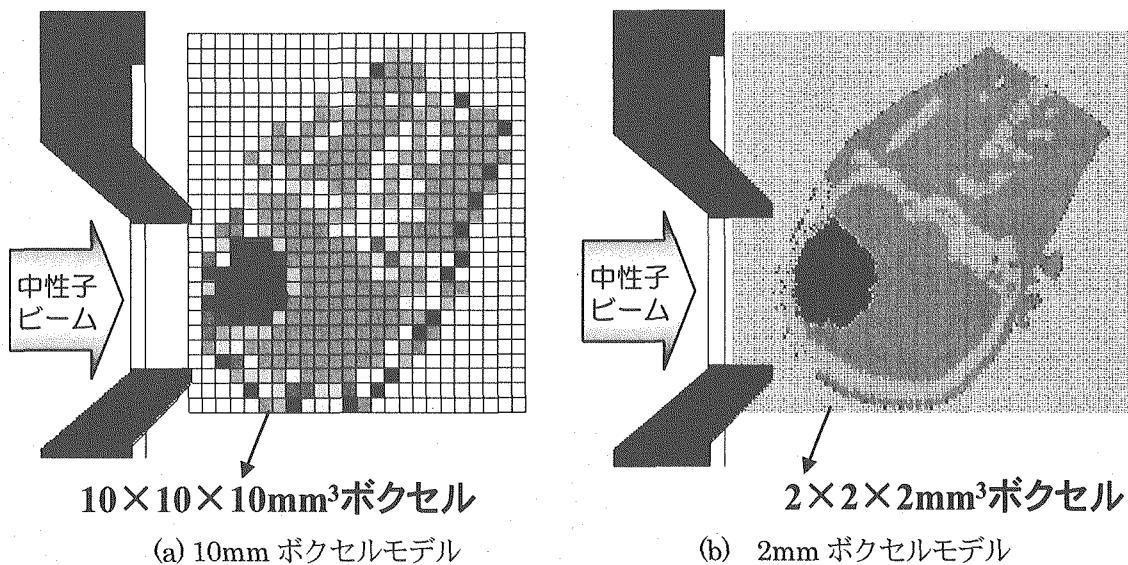 中性子
ビーム
10×10×10mm³ボクセル
(a) 10mm ボクセルモデル
中性子
ビーム
2×2×2mm³ボクセル
(b) 2mm ボクセルモデル